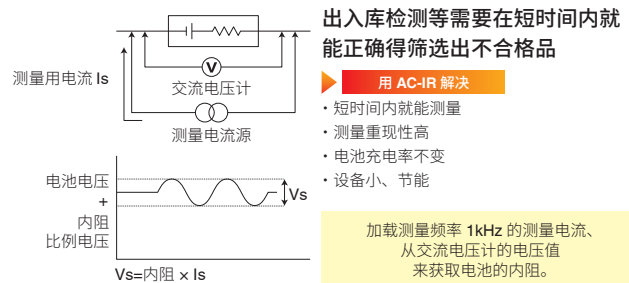 出入库检测等需要在短时间内就
能正确得筛选出不合格品
用 AC-IR 解决
・短时间内就能测量
・测量重现性高
・电池充电率不变
・设备小、节能
加载测量频率 1kHz 的测量电流、
从交流电压计的电压值
来获取电池的内阻。
测量用电流 Is
V
交流电压计
测量电流源
电池电压
+
内阻
比例电压
Vs
Vs=内阻 x Is